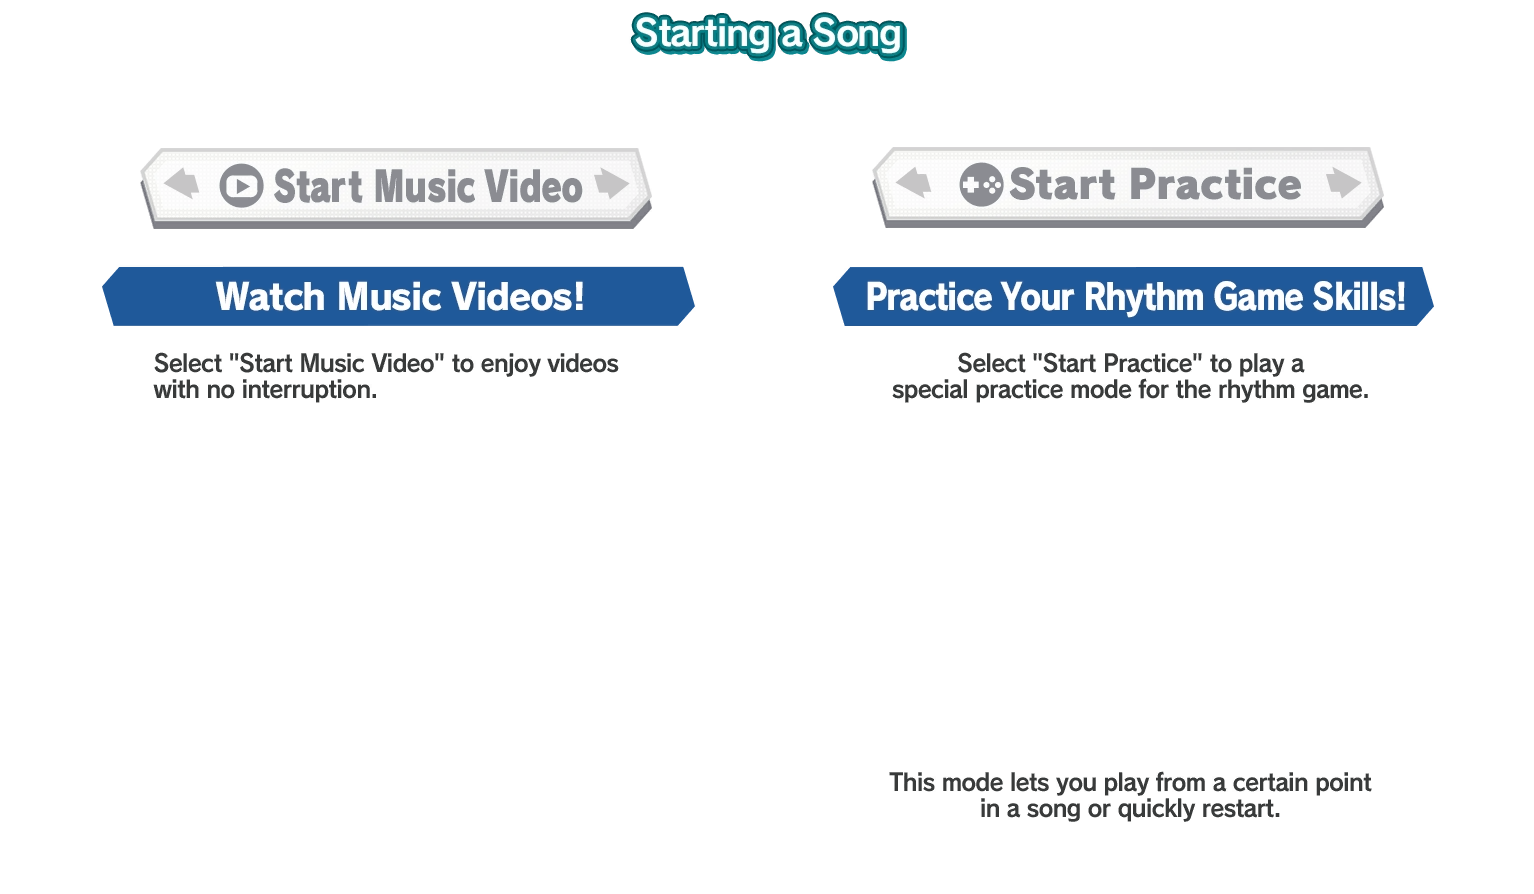 Starting a Song
Start Music Video
Watch Music Videos!
Select "Start Music Video" to enjoy videos
with no interruption.
Start Practice
Practice Your Rhythm Game Skills!
Select "Start Practice" to play a
special practice mode for the rhythm game.
This mode lets you play from a certain point
in a song or quickly restart.